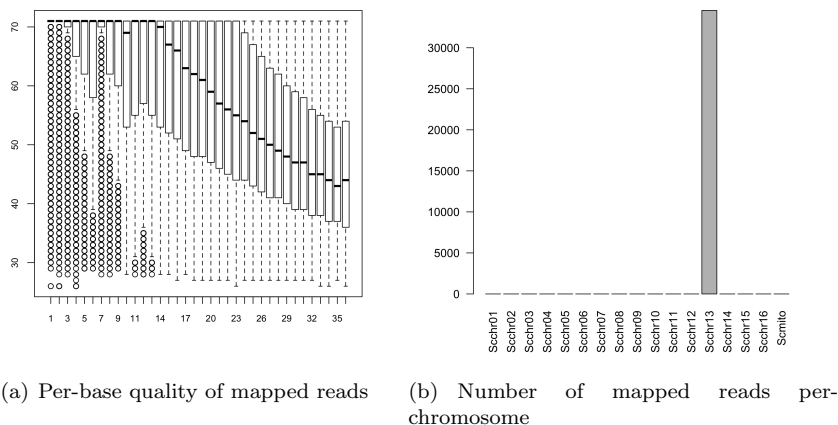 70
60
50
40
30
1 3 5 7 9 11 14 17 20 23 26 29 32 35
30000
25000
20000
15000
10000
5000
0
Scchr01 Scchr02 Scchr03 Scchr04 Scchr05 Scchr06 Scchr07 Scchr08 Scchr09 Scchr10 Scchr11 Scchr12 Scchr13 Scchr14 Scchr15 Scchr16 Scmito
(a) Per-base quality of mapped reads
(b) Number of mapped reads per-
chromosome